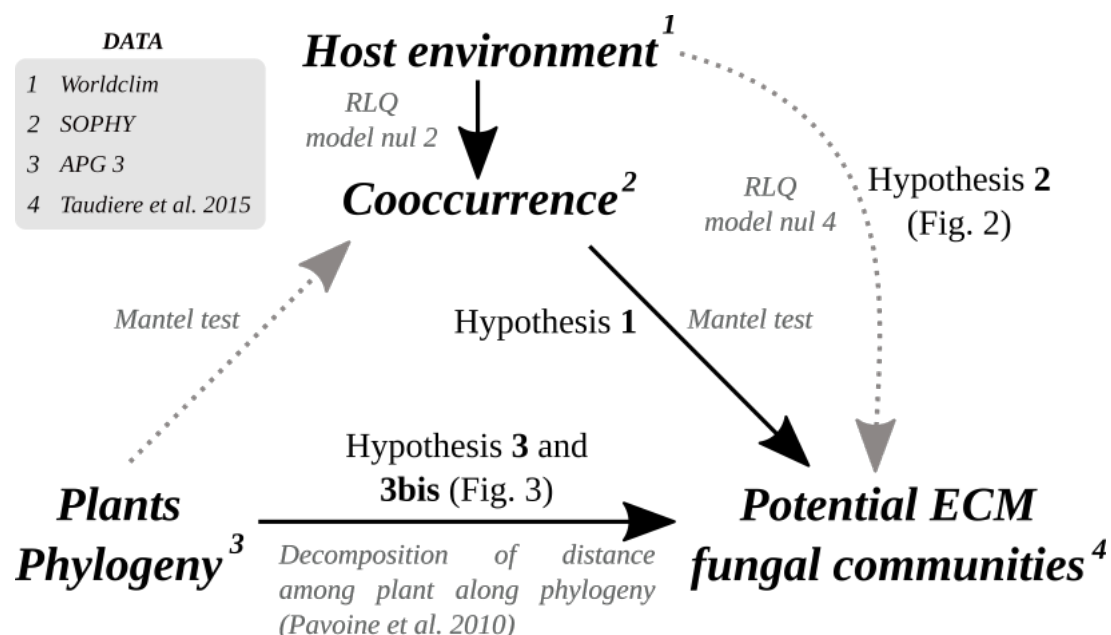 DATA
1 Worldclim
2 SOPHY
3 APG 3
4 Taudiere et al. 2015
Host environment 1
RLQ
model nul 2
Cooccurrence 2
RLQ
model nul 4
Hypothesis 2
(Fig. 2)
Mantel test
Hypothesis 1
Mantel test
Hypothesis 3 and
3bis (Fig. 3)
Plants
Phylogeny 3
Decomposition of distance
among plant along phylogeny
(Pavoine et al. 2010)
Potential ECM
fungal communities 4